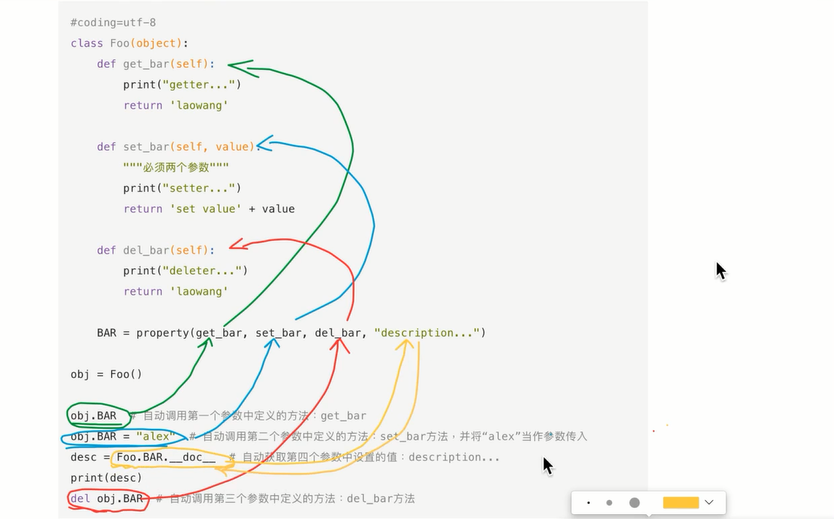 #coding=utf-8
class Foo(object):
    def get_bar(self):
        print("getter...")
        return 'laowang'
    def set_bar(self, value):
        """必须两个参数"""
        print("setter...")
        return 'set value' + value
    def del_bar(self):
        print("deleter...")
        return 'laowang'
    BAR = property(get_bar, set_bar, del_bar, "description...")
obj = Foo()
obj.BAR  # 自动调用第一个参数中定义的方法：get_bar
obj.BAR = "alex"  # 自动调用第二个参数中定义的方法：set_bar方法，并将“alex”当作参数传入
desc = Foo.BAR.__doc__  # 自动获取第四个参数中设置的值：description...
print(desc)
del obj.BAR  # 自动调用第三个参数中定义的方法：del_bar方法